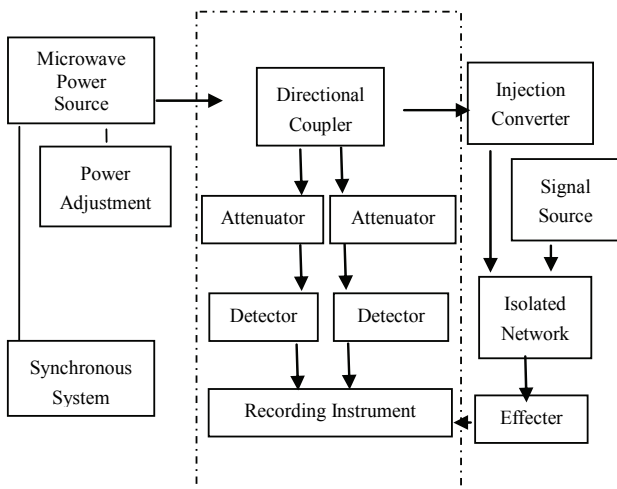 Microwave
Power
Source
Power
Adjustment
Synchronous
System
Directional
Coupler
Attenuator
Attenuator
Detector
Detector
Recording Instrument
Injection
Converter
Signal
Source
Isolated
Network
Effecter